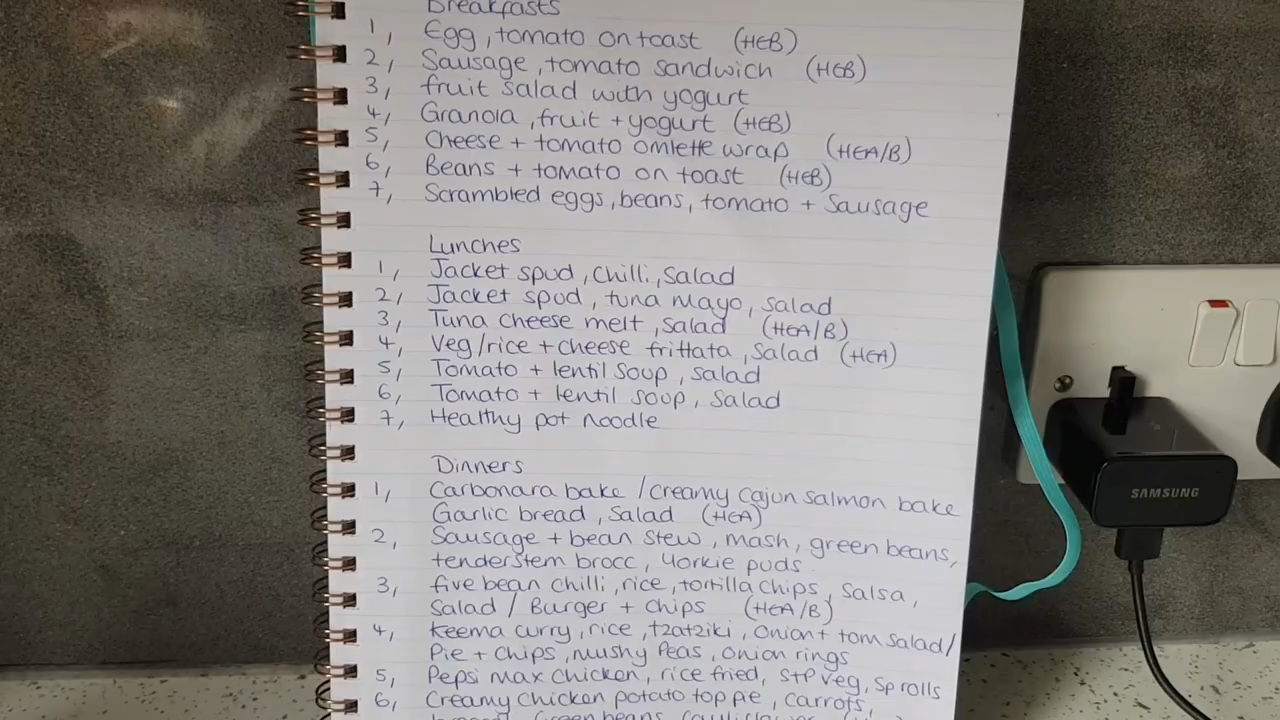 Breakfasts
1, Egg, tomato on toast (HEB)
2, Sausage, tomato sandwich (HEB)
3, fruit salad with yogurt
4, Granola, fruit + yogurt (HEB)
5, Cheese + tomato omlette wrap (HEA/B)
6, Beans + tomato on toast (HEB)
7, Scrambled eggs, beans, tomato + Sausage
Lunches
1, Jacket spud, chilli, salad
2, Jacket spud, tuna mayo, salad
3, Tuna cheese melt, salad (HEA/B)
4, Veg/rice + cheese frittata, salad (HEA)
5, Tomato + lentil soup, salad
6, Tomato + lentil soup, salad
7, Healthy pot noodle
Dinners
1, Carbonara bake / creamy cajun salmon bake
Garlic bread, salad (HEA)
2, Sausage + bean stew, mash, green beans,
tenderstem brocc, Yorkie puds
3, five bean chilli, rice, tortilla chips, salsa,
Salad / Burger + chips (HEA/B)
4, Keema curry, rice, tzatziki, onion + tom salad/
Pie + chips, mushy peas, onion rings
5, Pepsi max chicken, rice fried, StP veg, Sp rolls
6, Creamy chicken potato top pie, carrots,
Green beans, cauliflower
SAMSUNG